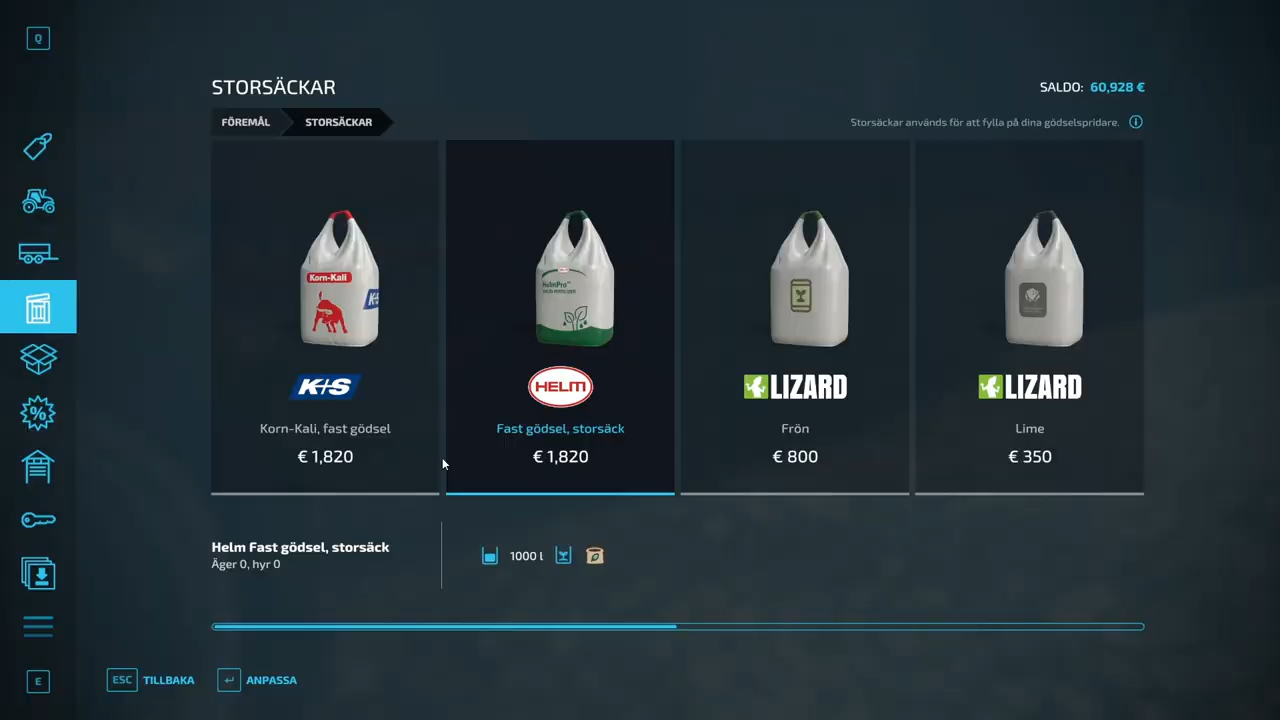 Q
STORSÄCKAR
SALDO: 60,928 €
FÖREMÅL STORSÄCKAR
Storsäckar används för att fylla på dina gödselspridare. i
Korn-Kali
HelmPro
K+S
HELM
LIZARD
LIZARD
Korn-Kali, fast gödsel
Fast gödsel, storsäck
Frön
Lime
€ 1,820
€ 1,820
€ 800
€ 350
Helm Fast gödsel, storsäck
Äger 0, hyr 0
1000 l
E
ESC TILLBAKA
ANPASSA